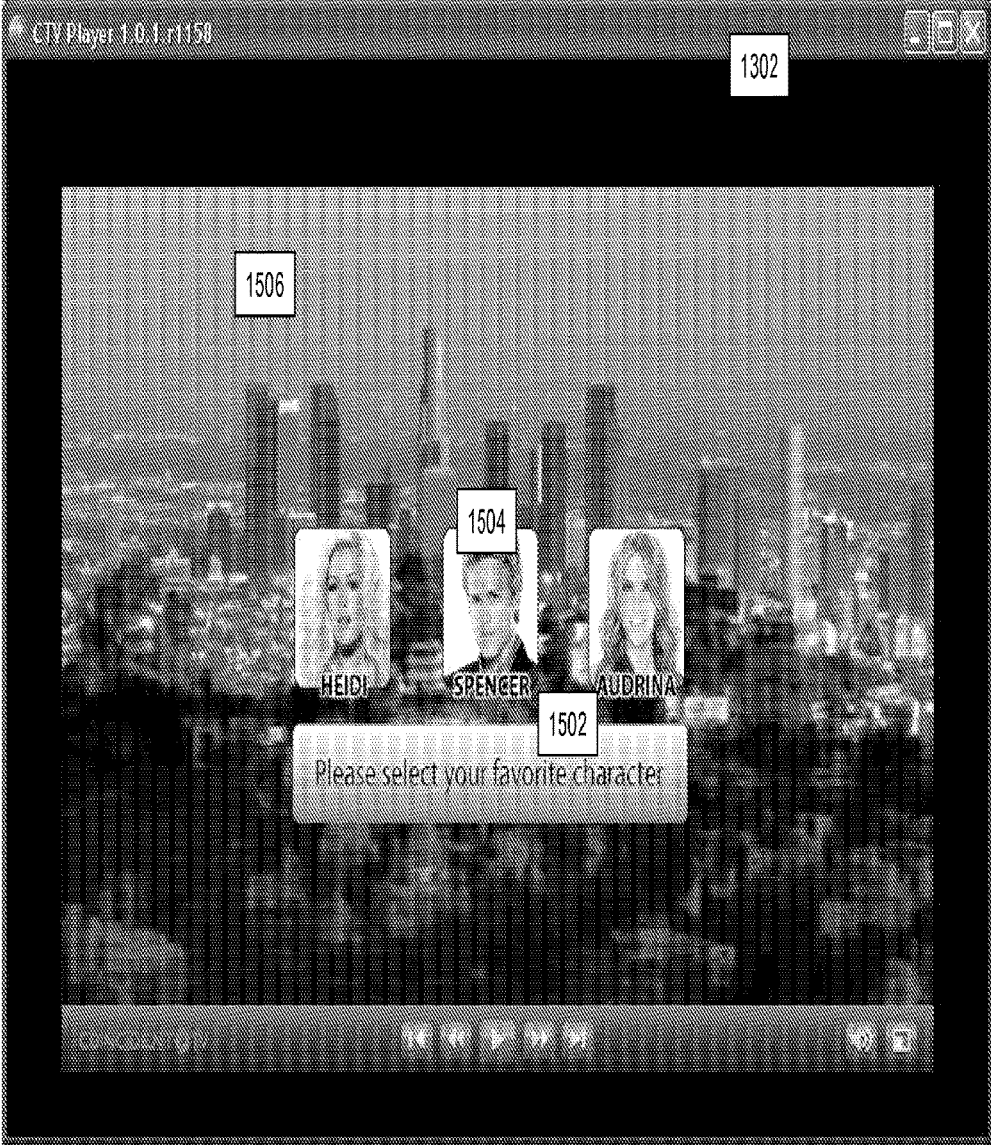 CTV Player 1.0.1.r1158
1302
1506
1504
HEIDI
SPENCER
AUDRINA
1502
Please select your favorite character